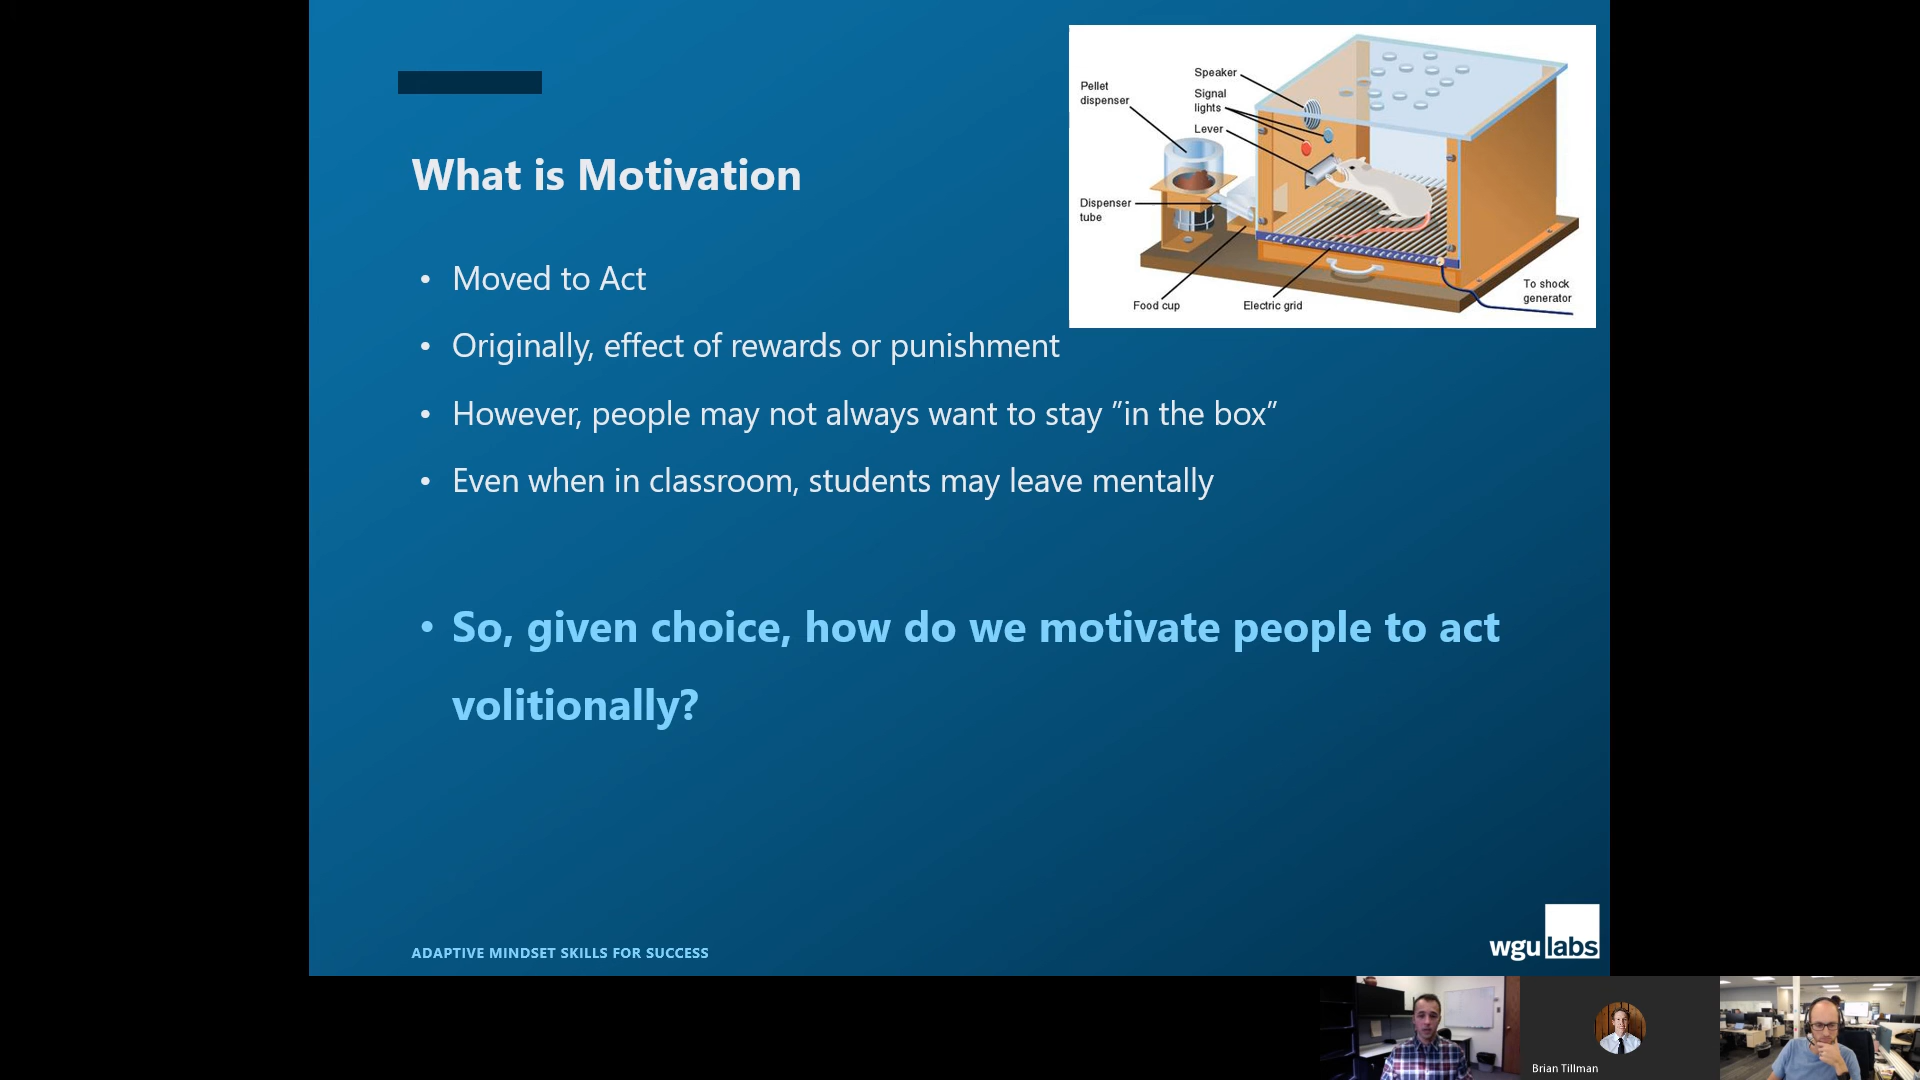 What is Motivation
• Moved to Act
• Originally, effect of rewards or punishment
• However, people may not always want to stay ”in the box”
• Even when in classroom, students may leave mentally
• So, given choice, how do we motivate people to act
volitionally?
Pellet
dispenser
Speaker
Signal
lights
Lever
Dispenser
tube
Food cup
Electric grid
To shock
generator
ADAPTIVE MINDSET SKILLS FOR SUCCESS
wgu labs
Brian Tillman